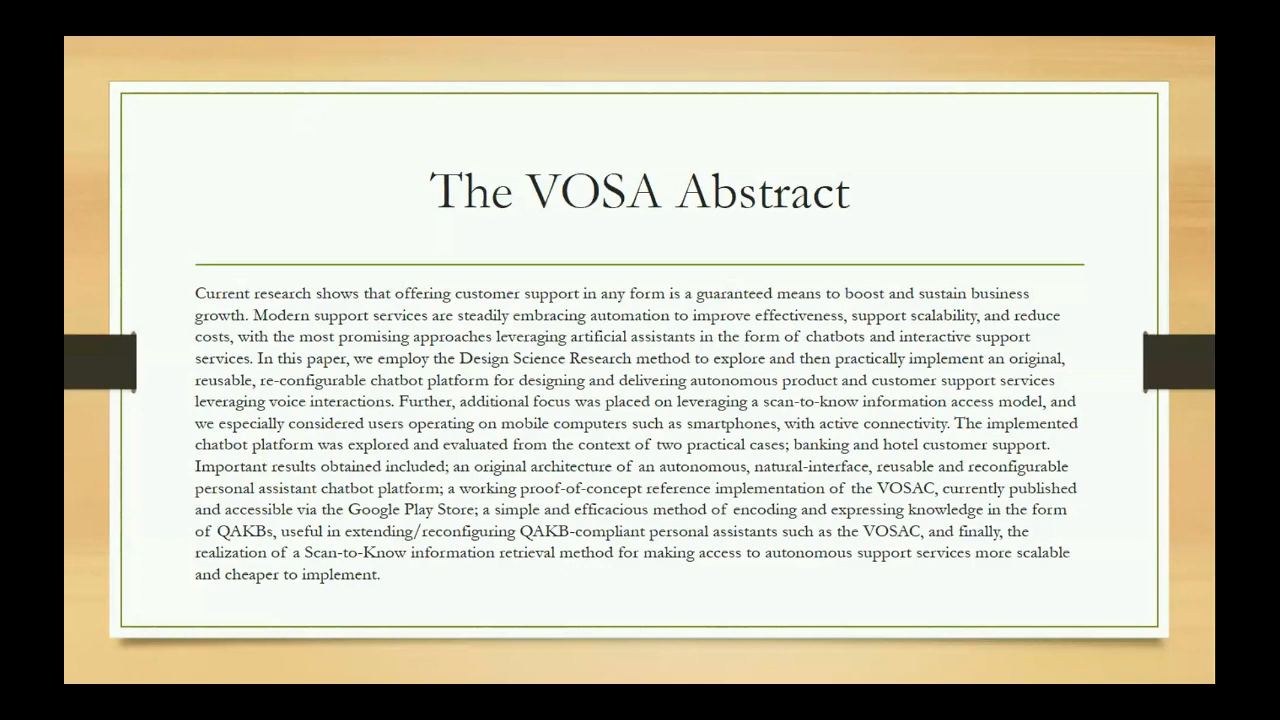 The VOSA Abstract
Current research shows that offering customer support in any form is a guaranteed means to boost and sustain business
growth. Modern support services are steadily embracing automation to improve effectiveness, support scalability, and reduce
costs, with the most promising approaches leveraging artificial assistants in the form of chatbots and interactive support
services. In this paper, we employ the Design Science Research method to explore and then practically implement an original,
reusable, re-configurable chatbot platform for designing and delivering autonomous product and customer support services
leveraging voice interactions. Further, additional focus was placed on leveraging a scan-to-know information access model, and
we especially considered users operating on mobile computers such as smartphones, with active connectivity. The implemented
chatbot platform was explored and evaluated from the context of two practical cases; banking and hotel customer support.
Important results obtained included; an original architecture of an autonomous, natural-interface, reusable and reconfigurable
personal assistant chatbot platform; a working proof-of-concept reference implementation of the VOSAC, currently published
and accessible via the Google Play Store; a simple and efficacious method of encoding and expressing knowledge in the form
of QAKBs, useful in extending/reconfiguring QAKB-compliant personal assistants such as the VOSAC, and finally, the
realization of a Scan-to-Know information retrieval method for making access to autonomous support services more scalable
and cheaper to implement.